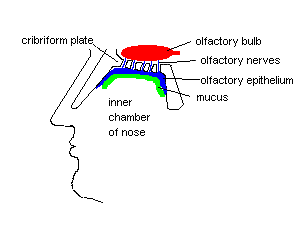 cribriform plate
olfactory bulb
olfactory nerves
olfactory epithelium
mucus
inner
chamber
of nose